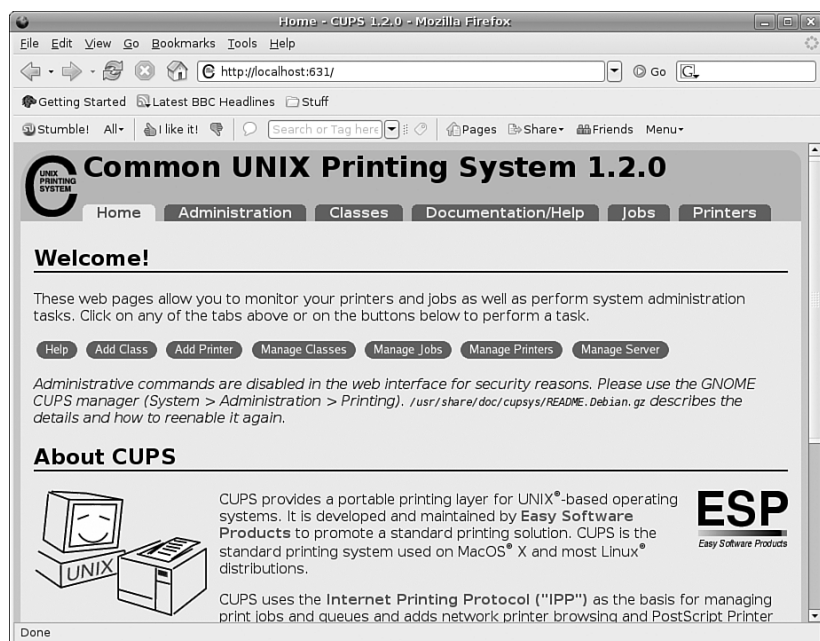 Home - CUPS 1.2.0 - Mozilla Firefox
File Edit View Go Bookmarks Tools Help
http://localhost:631/ Go G
Getting Started Latest BBC Headlines Stuff
Stumble! All I like it! Search or Tag here Pages Share Friends Menu
UNIX PRINTING SYSTEM
Common UNIX Printing System 1.2.0
Home Administration Classes Documentation/Help Jobs Printers
Welcome!
These web pages allow you to monitor your printers and jobs as well as perform system administration
tasks. Click on any of the tabs above or on the buttons below to perform a task.
Help Add Class Add Printer Manage Classes Manage Jobs Manage Printers Manage Server
Administrative commands are disabled in the web interface for security reasons. Please use the GNOME
CUPS manager (System > Administration > Printing). /usr/share/doc/cupsys/README.Debian.gz describes the
details and how to reenable it again.
About CUPS
UNIX
CUPS provides a portable printing layer for UNIX®-based operating
systems. It is developed and maintained by Easy Software
Products to promote a standard printing solution. CUPS is the
standard printing system used on MacOS® X and most Linux®
distributions.
ESP
Easy Software Products
CUPS uses the Internet Printing Protocol ("IPP") as the basis for managing
print jobs and queues and adds network printer browsing and PostScript Printer
Done